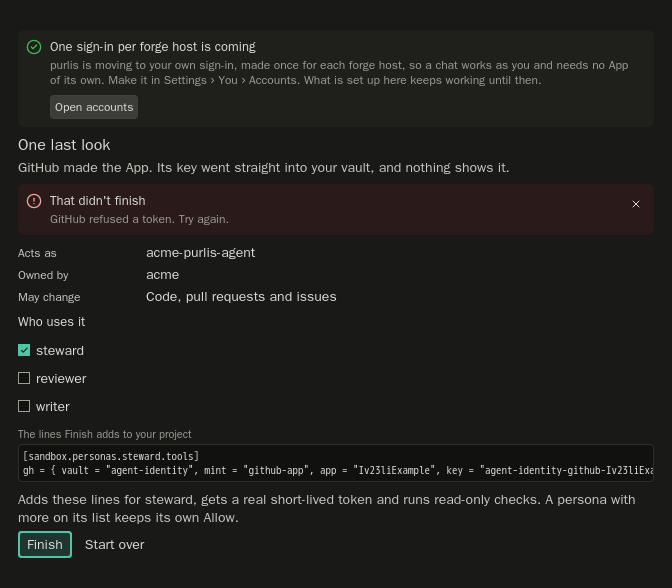 One sign-in per forge host is coming
purlis is moving to your own sign-in, made once for each forge host, so a chat works as you and needs no App
of its own. Make it in Settings › You › Accounts. What is set up here keeps working until then.
Open accounts
One last look
GitHub made the App. Its key went straight into your vault, and nothing shows it.
That didn't finish
GitHub refused a token. Try again.
Acts as acme-purlis-agent
Owned by acme
May change Code, pull requests and issues
Who uses it
steward
reviewer
writer
The lines Finish adds to your project
[sandbox.personas.steward.tools]
gh = { vault = "agent-identity", mint = "github-app", app = "Iv23liExample", key = "agent-identity-github-Iv23liExa
Adds these lines for steward, gets a real short-lived token and runs read-only checks. A persona with
more on its list keeps its own Allow.
Finish Start over